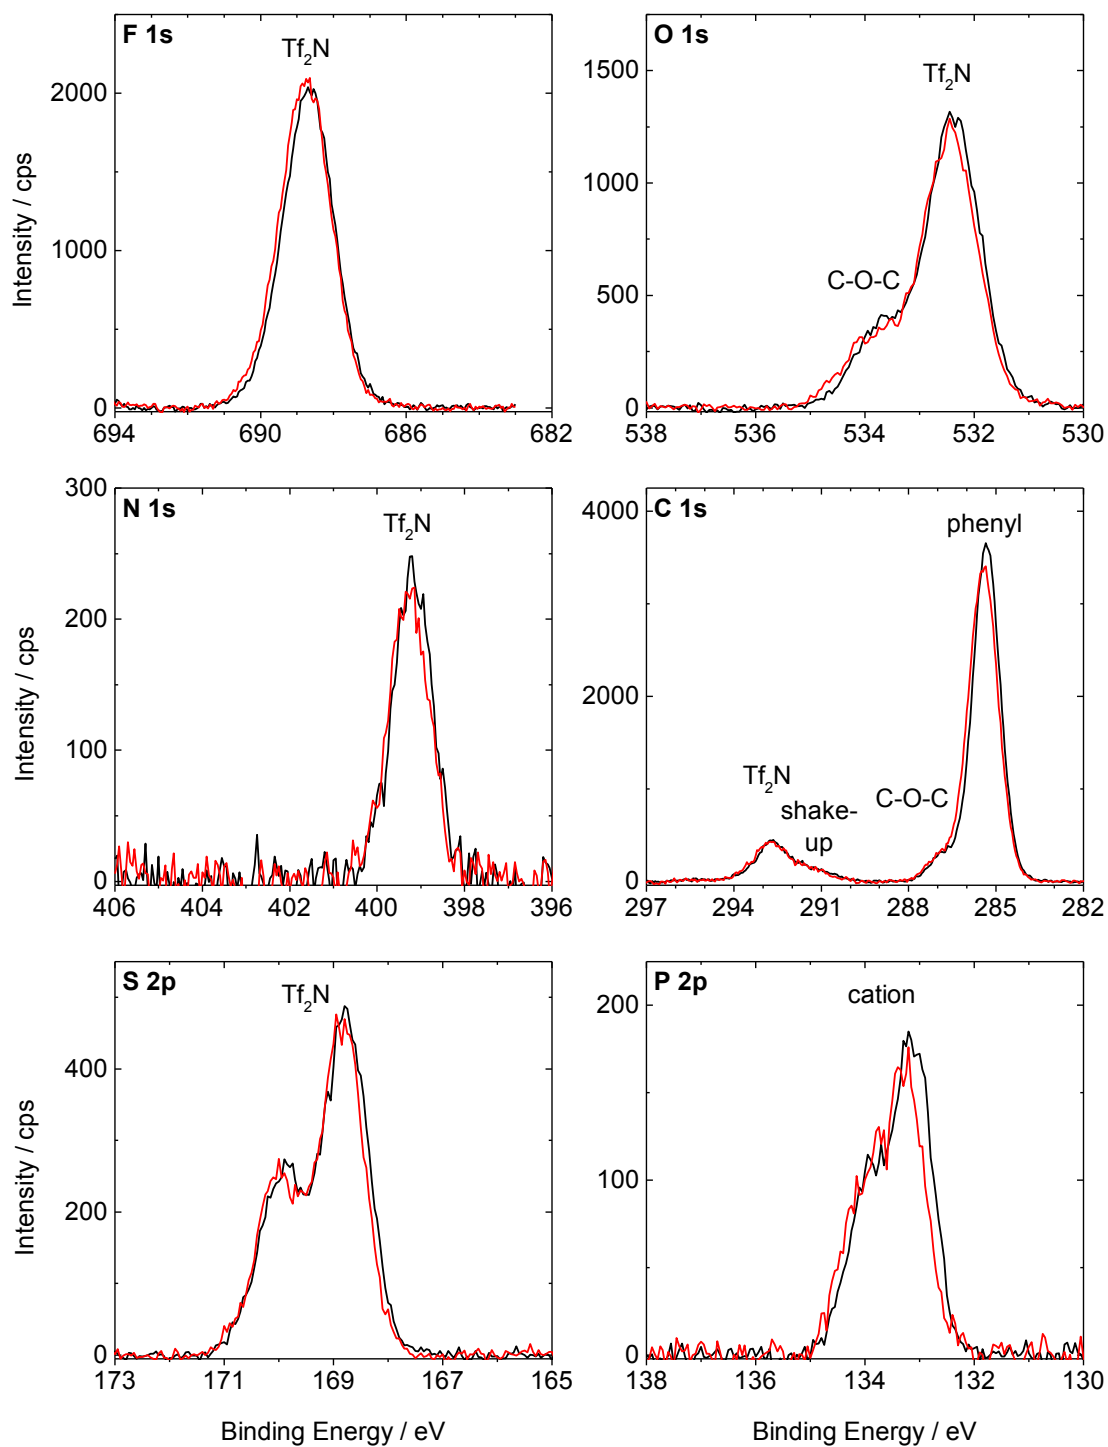 F 1s
Tf₂N
2000
1000
0
694 690 686 682
Intensity / cps
O 1s
Tf₂N
C-O-C
1500
1000
500
0
538 536 534 532 530
N 1s
Tf₂N
300
200
100
0
406 404 402 400 398 396
Intensity / cps
C 1s
phenyl
Tf₂N
shake-
up
C-O-C
4000
2000
0
297 294 291 288 285 282
S 2p
Tf₂N
400
200
0
173 171 169 167 165
Intensity / cps
Binding Energy / eV
P 2p
cation
200
100
0
138 136 134 132 130
Binding Energy / eV